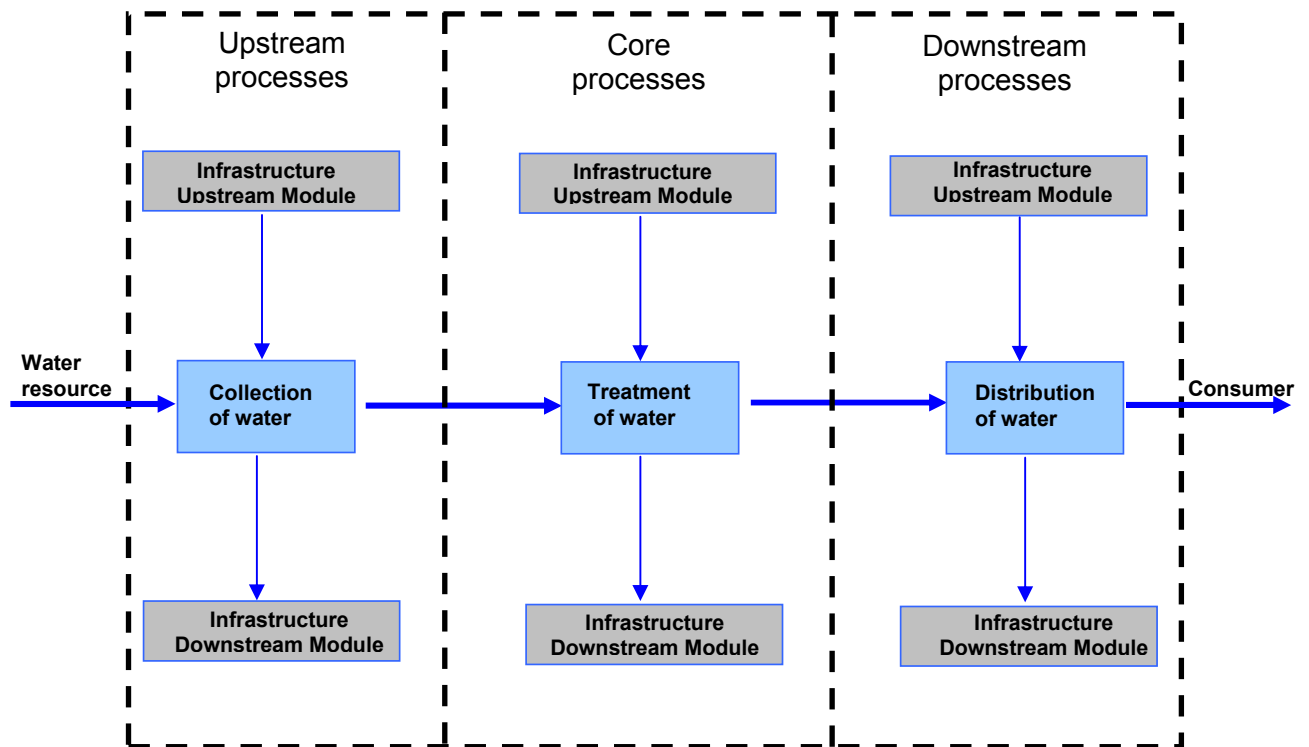 Upstream
processes
Core
processes
Downstream
processes
Infrastructure
Upstream Module
Infrastructure
Upstream Module
Infrastructure
Upstream Module
Water
resource
Collection
of water
Treatment
of water
Distribution
of water
Consumer
Infrastructure
Downstream Module
Infrastructure
Downstream Module
Infrastructure
Downstream Module